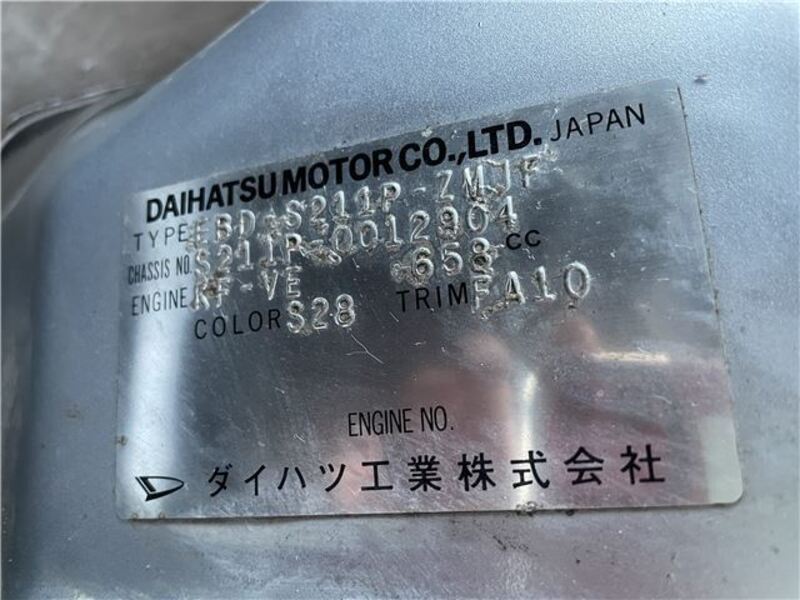 DAIHATSU MOTOR CO.,LTD. JAPAN
TYPE EBD-S211P-ZMJF
CHASSIS NO. S211P-0012904
ENGINE KF-VE 658 CC
COLOR S28 TRIM FA10
ENGINE NO.
ダイハツ工業株式会社